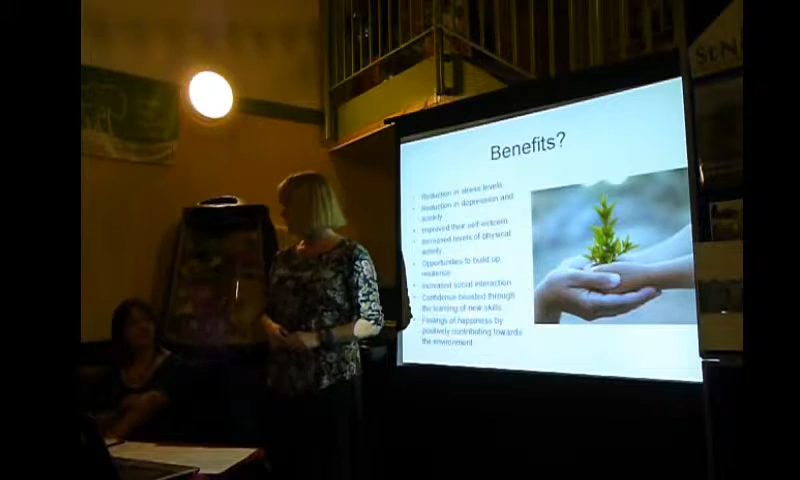 Benefits?
Reduction in stress levels
Reduction in depression and
anxiety
Improved their self-esteem
Increased levels of physical
activity
Opportunities to build up
resilience
Increased social interaction
Confidence boosted through
the learning of new skills
Feelings of happiness by
positively contributing towards
the environment